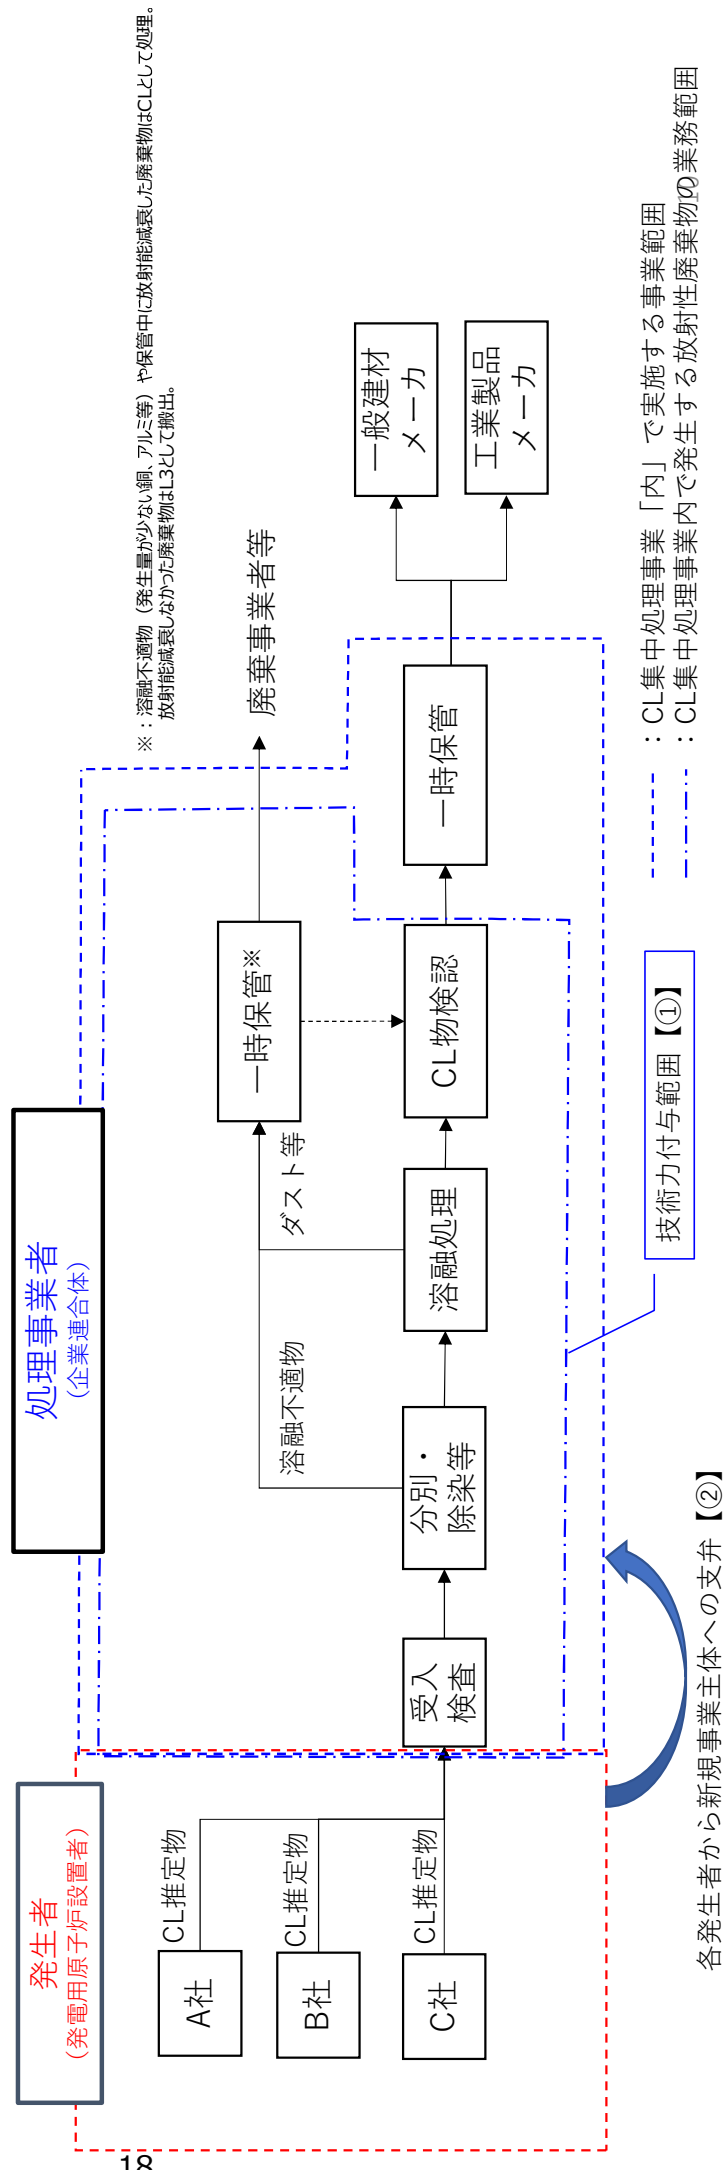 発生者
（発電用原子炉設置者）
処理事業者
（企業連合体）
※：溶融不適物（発生量が少ない銅、アルミ等）や保管中に放射能減衰した廃棄物はCLとして処理。
放射能減衰しなかった廃棄物はL3として搬出。
A社
CL推定物
B社
CL推定物
C社
CL推定物
受入
検査
分別・
除染等
溶融不適物
溶融処理
ダスト等
一時保管※
CL物検認
一時保管
廃棄事業者等
一般建材
メーカ
工業製品
メーカ
技術力付与範囲【①】
各発生者から新規事業主体への支弁【②】
：CL集中処理事業「内」で実施する事業範囲
：CL集中処理事業内で発生する放射性廃棄物の業務範囲
18